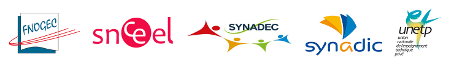 FNOGEC
snceel
SYNADEC
synadic
unetp
union
nationale
de l'enseignement
technique
privé